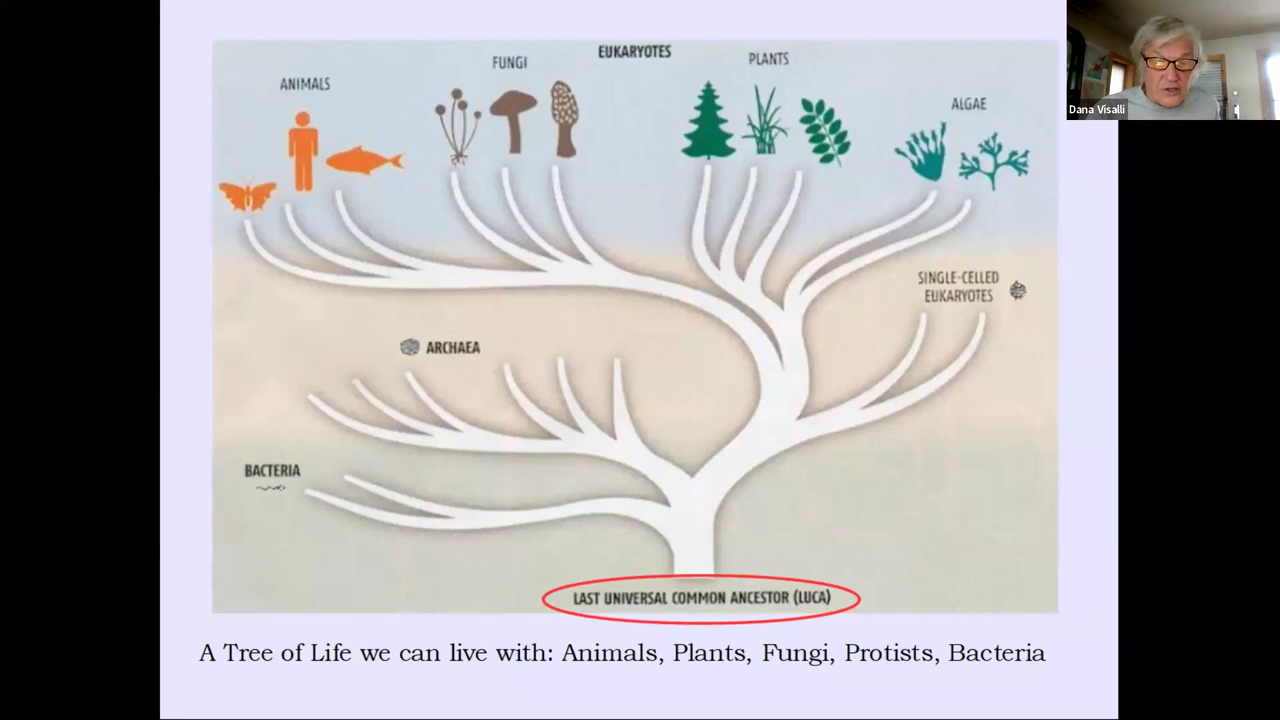 EUKARYOTES
FUNGI
PLANTS
ANIMALS
ALGAE
Dana Visalli
SINGLE-CELLED
EUKARYOTES
ARCHAEA
BACTERIA
LAST UNIVERSAL COMMON ANCESTOR (LUCA)
A Tree of Life we can live with: Animals, Plants, Fungi, Protists, Bacteria